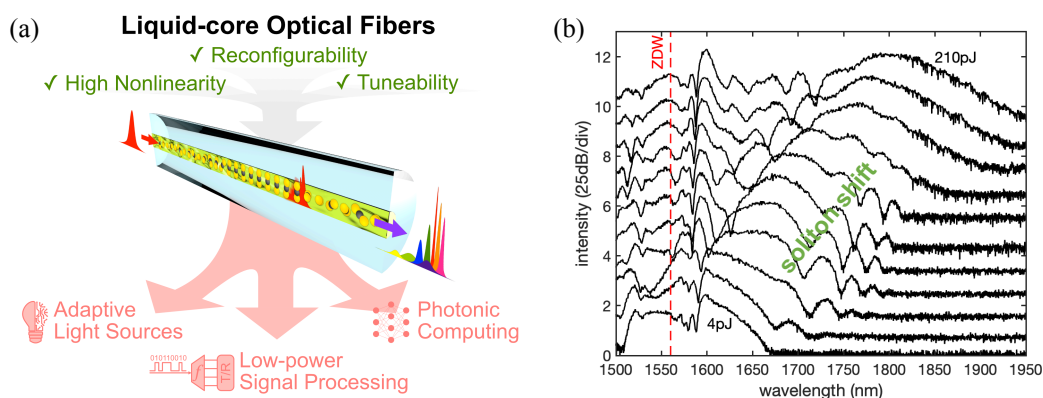 (a)
Liquid-core Optical Fibers
✓ Reconfigurability
✓ High Nonlinearity
✓ Tuneability
Adaptive
Light Sources
010110010
f
T/R
Low-power
Signal Processing
Photonic
Computing
(b)
intensity (25dB/div)
12
10
8
6
4
2
0
ZDW
210pJ
soliton shift
4pJ
1500 1550 1600 1650 1700 1750 1800 1850 1900 1950
wavelength (nm)